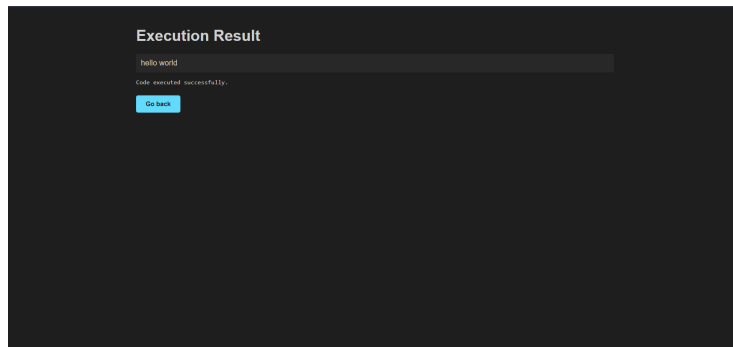 Execution Result
hello world
Code executed successfully.
Go back